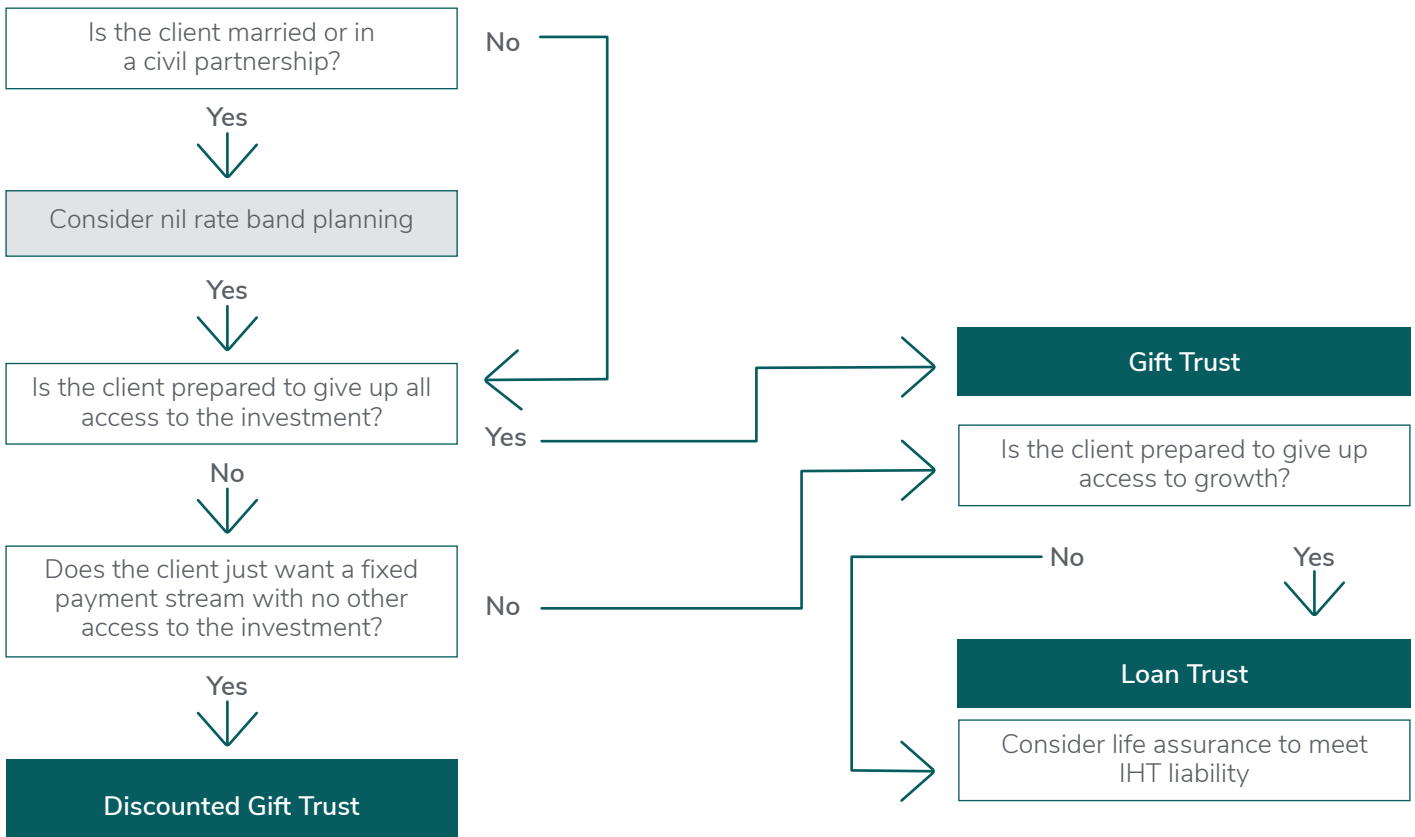 Is the client married or in
a civil partnership?
No
Yes
Consider nil rate band planning
Yes
Is the client prepared to give up all
access to the investment?
Yes
No
Does the client just want a fixed
payment stream with no other
access to the investment?
No
Yes
Discounted Gift Trust
Gift Trust
Is the client prepared to give up
access to growth?
No
Yes
Loan Trust
Consider life assurance to meet
IHT liability